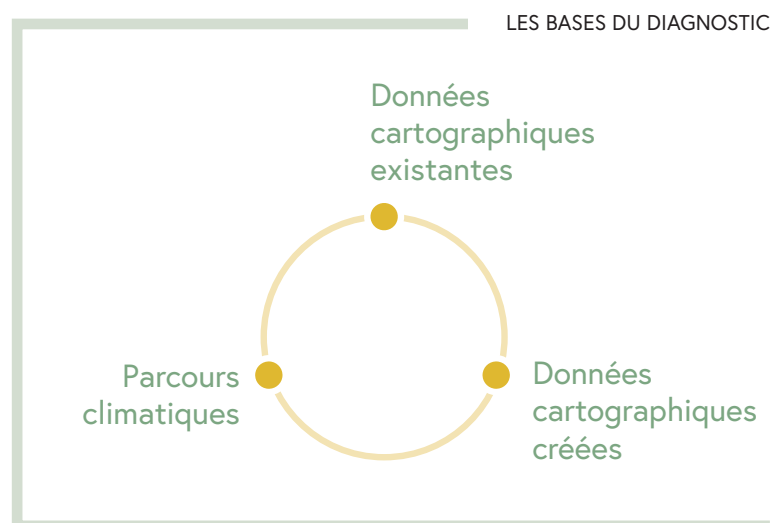 LES BASES DU DIAGNOSTIC
Données
cartographiques
existantes
Parcours
climatiques
Données
cartographiques
créées